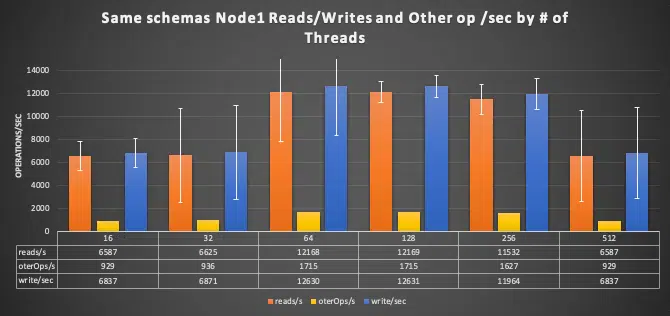 Same schemas Node1 Reads/Writes and Other op /sec by # of
Threads
OPERATIONS/SEC
14000
12000
10000
8000
6000
4000
2000
0
16 32 64 128 256 512
reads/s 6587 6625 12168 12169 11532 6587
oterOps/s 929 936 1715 1715 1627 929
write/sec 6837 6871 12630 12631 11964 6837
reads/s oterOps/s write/sec